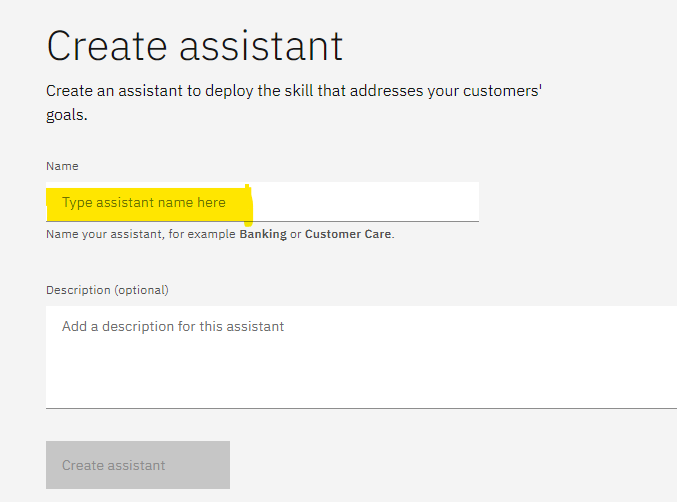 Create assistant
Create an assistant to deploy the skill that addresses your customers'
goals.
Name
Type assistant name here
Name your assistant, for example Banking or Customer Care.
Description (optional)
Add a description for this assistant
Create assistant